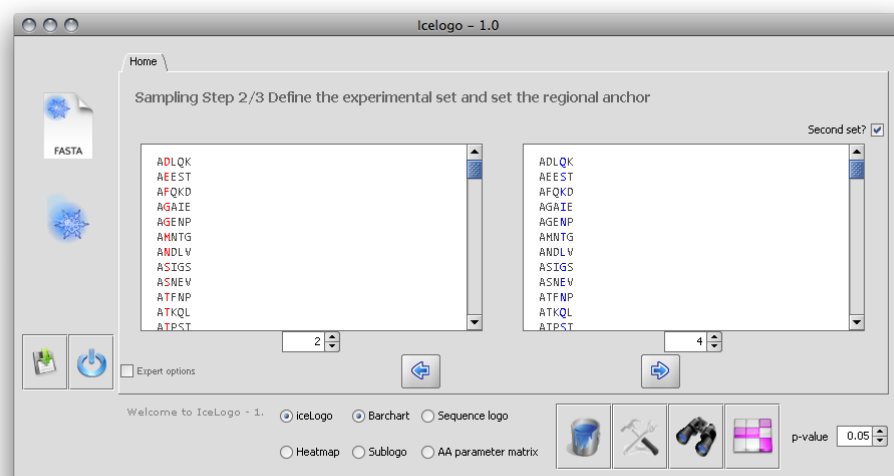 Icelogo - 1.0
Home
Sampling Step 2/3 Define the experimental set and set the regional anchor
Second set?
FASTA
ADLQK
AEEST
AFQKD
AGAIE
AGENP
AMNTG
ANDLV
ASIGS
ASNEV
ATFNP
ATKQL
ATPST
2
ADLQK
AEEST
AFQKD
AGAIE
AGENP
AMNTG
ANDLV
ASIGS
ASNEV
ATFNP
ATKQL
ATPST
4
Expert options
Welcome to IceLogo - 1.
iceLogo Barchart Sequence logo
Heatmap Sublogo AA parameter matrix
p-value 0.05